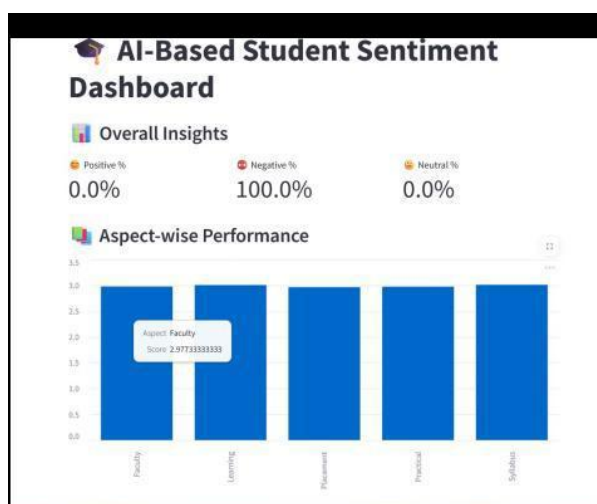 AI-Based Student Sentiment
Dashboard
Overall Insights
Positive % Negative % Neutral %
0.0% 100.0% 0.0%
Aspect-wise Performance
3.5
3.0
2.5
2.0
1.5
1.0
0.5
0.0
Aspect Faculty
Score 2.97733333333
Faculty Learning Placement Practical Syllabus